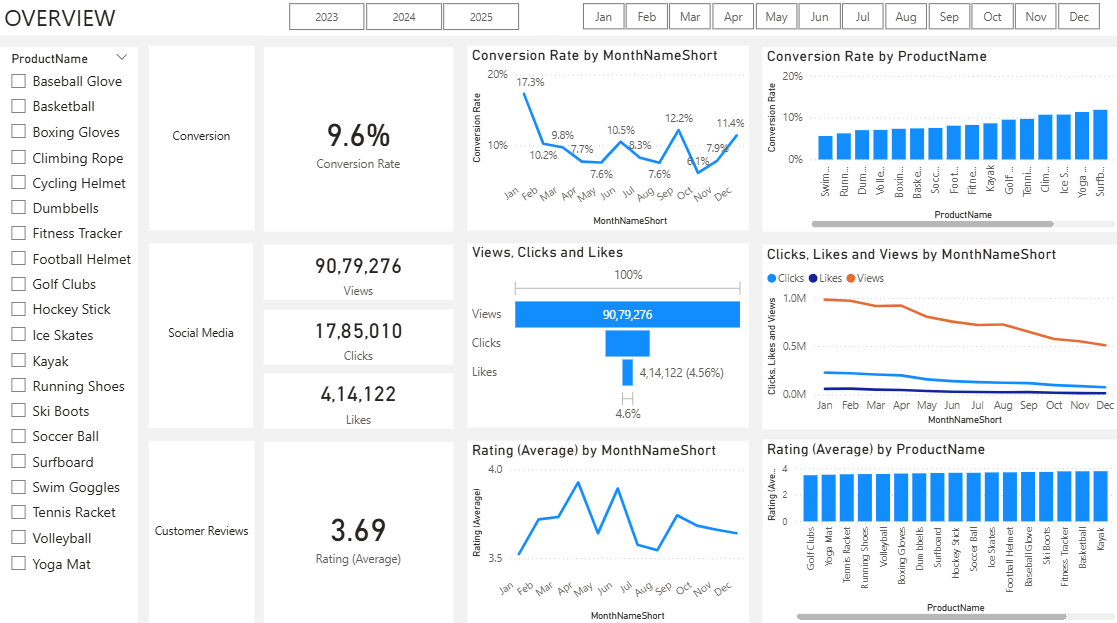 OVERVIEW
2023 2024 2025
Jan Feb Mar Apr May Jun Jul Aug Sep Oct Nov Dec
ProductName
Baseball Glove
Basketball
Boxing Gloves
Climbing Rope
Cycling Helmet
Dumbbells
Fitness Tracker
Football Helmet
Golf Clubs
Hockey Stick
Ice Skates
Kayak
Running Shoes
Ski Boots
Soccer Ball
Surfboard
Swim Goggles
Tennis Racket
Volleyball
Yoga Mat
Conversion
9.6%
Conversion Rate
Conversion Rate by MonthNameShort
Conversion Rate
20%
10%
17.3%
10.2%
9.8%
7.7%
7.6%
10.5%
8.3%
7.6%
12.2%
6.1%
7.9%
11.4%
Jan Feb Mar Apr May Jun Jul Aug Sep Oct Nov Dec
MonthNameShort
Conversion Rate by ProductName
Conversion Rate
20%
10%
0%
Swim... Runn... Dum... Volle... Boxin... Baske... Socc... Foot... Fitne... Kayak Golf ... Tenni... Clim... Ice S... Yoga ... Surfb...
ProductName
Social Media
90,79,276
Views
17,85,010
Clicks
4,14,122
Likes
Views, Clicks and Likes
100%
Views
90,79,276
Clicks
Likes
4,14,122 (4.56%)
4.6%
Clicks, Likes and Views by MonthNameShort
Clicks Likes Views
Clicks, Likes and Views
1.0M
0.5M
0.0M
Jan Feb Mar Apr May Jun Jul Aug Sep Oct Nov Dec
MonthNameShort
Customer Reviews
3.69
Rating (Average)
Rating (Average) by MonthNameShort
Rating (Average)
4.0
3.5
Jan Feb Mar Apr May Jun Jul Aug Sep Oct Nov Dec
MonthNameShort
Rating (Average) by ProductName
Rating (Ave...
4
2
0
Golf Clubs Yoga Mat Tennis Racket Running Shoes Volleyball Boxing Gloves Dumbbells Surfboard Hockey Stick Soccer Ball Ice Skates Football Helmet Baseball Glove Ski Boots Fitness Tracker Basketball Kayak
ProductName